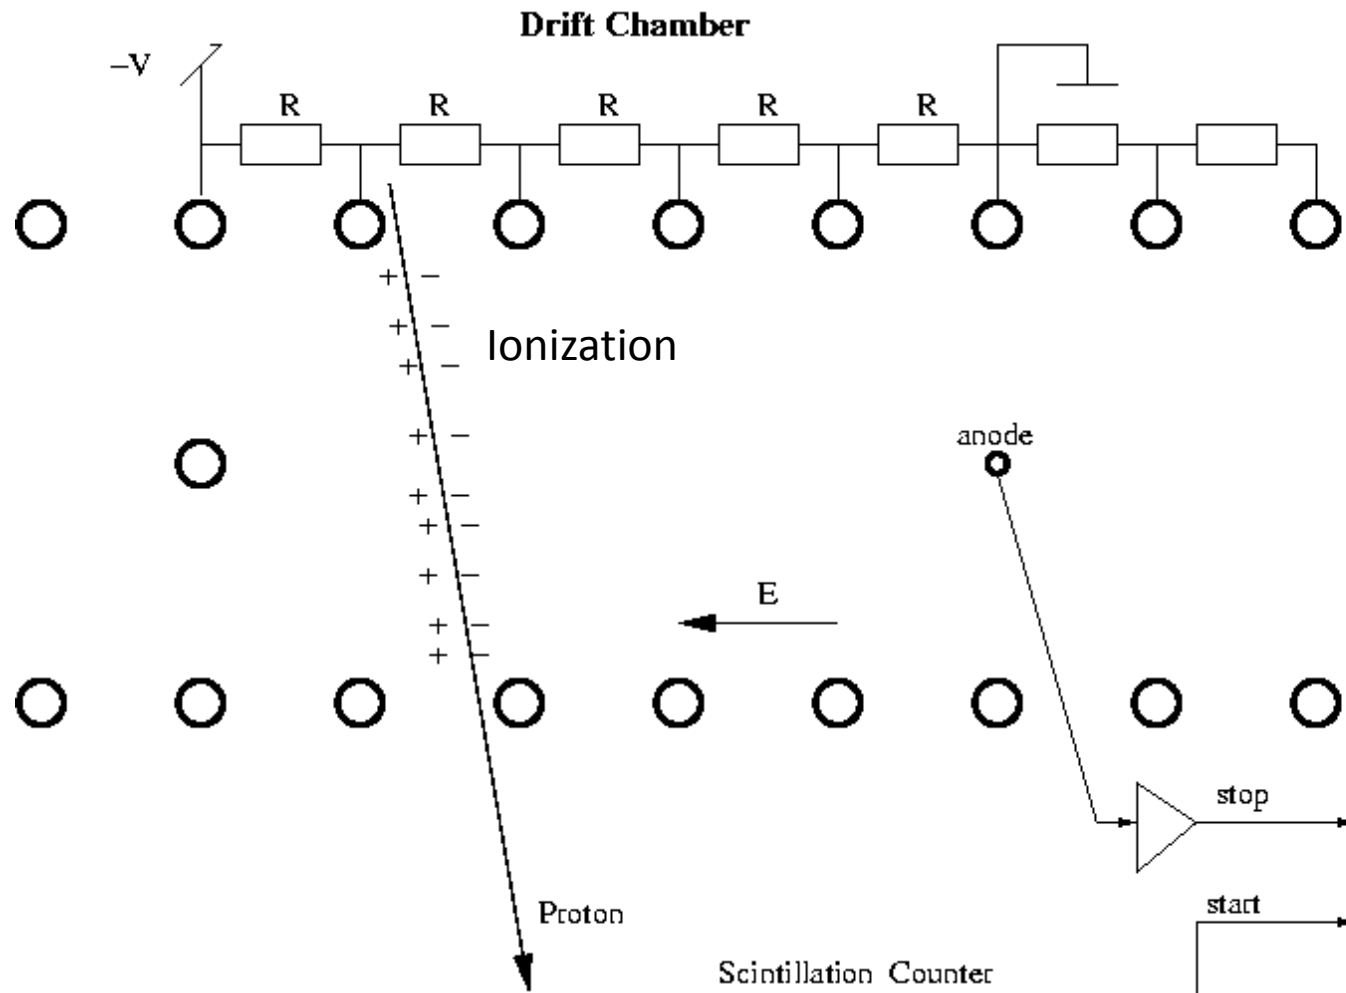 Drift Chamber
–V
R R R R R
+ –
+ –
Ionization
+ –
+ –
anode
+ –
+ –
+ –
E
+ –
+ –
stop
Proton
start
Scintillation Counter